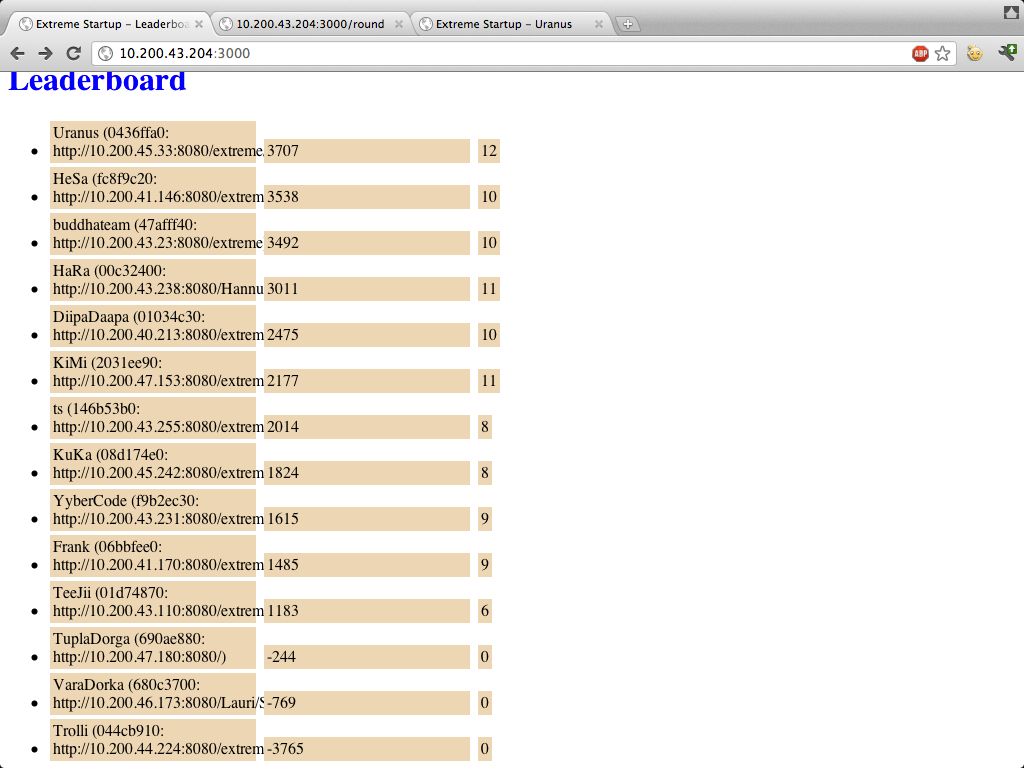 Extreme Startup – Leaderboa
10.200.43.204:3000/round
Extreme Startup – Uranus
10.200.43.204:3000
ABP
Leaderboard
Uranus (0436ffa0:
http://10.200.45.33:8080/extreme 3707 12
HeSa (fc8f9c20:
http://10.200.41.146:8080/extrem 3538 10
buddhateam (47afff40:
http://10.200.43.23:8080/extreme 3492 10
HaRa (00c32400:
http://10.200.43.238:8080/Hannu 3011 11
DiipaDaapa (01034c30:
http://10.200.40.213:8080/extrem 2475 10
KiMi (2031ee90:
http://10.200.47.153:8080/extrem 2177 11
ts (146b53b0:
http://10.200.43.255:8080/extrem 2014 8
KuKa (08d174e0:
http://10.200.45.242:8080/extrem 1824 8
YyberCode (f9b2ec30:
http://10.200.43.231:8080/extrem 1615 9
Frank (06bbfee0:
http://10.200.41.170:8080/extrem 1485 9
TeeJii (01d74870:
http://10.200.43.110:8080/extrem 1183 6
TuplaDorga (690ae880:
http://10.200.47.180:8080/) -244 0
VaraDorka (680c3700:
http://10.200.46.173:8080/Lauri/S -769 0
Trolli (044cb910:
http://10.200.44.224:8080/extrem -3765 0